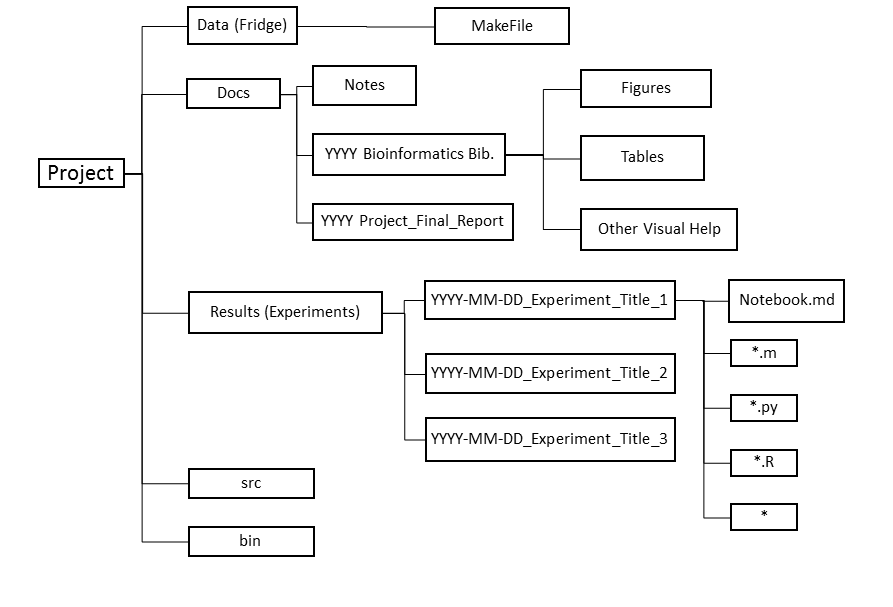 Data (Fridge)
MakeFile
Docs
Notes
Figures
YYYY Bioinformatics Bib.
Tables
Project
YYYY Project_Final_Report
Other Visual Help
Results (Experiments)
YYYY-MM-DD_Experiment_Title_1
Notebook.md
*.m
YYYY-MM-DD_Experiment_Title_2
*.py
YYYY-MM-DD_Experiment_Title_3
*.R
src
*
bin